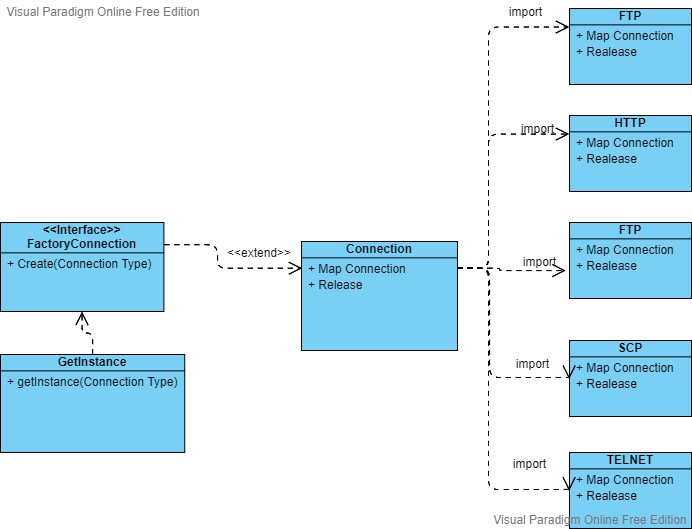 Visual Paradigm Online Free Edition
import
FTP
+ Map Connection
+ Realease
import
HTTP
+ Map Connection
+ Realease
<<Interface>>
FactoryConnection
+ Create(Connection Type)
<<extend>>
Connection
+ Map Connection
+ Release
import
FTP
+ Map Connection
+ Realease
GetInstance
+ getInstance(Connection Type)
import
SCP
+ Map Connection
+ Realease
import
TELNET
+ Map Connection
+ Realease
Visual Paradigm Online Free Edition